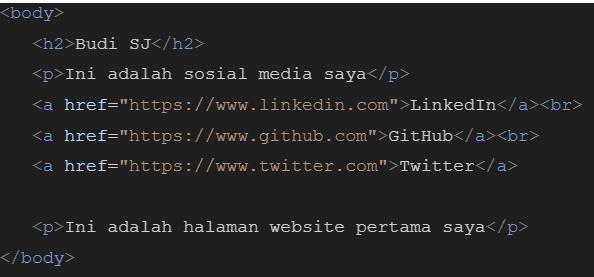 <body>
<h2>Budi SJ</h2>
<p>Ini adalah sosial media saya</p>
<a href="https://www.linkedin.com">LinkedIn</a><br>
<a href="https://www.github.com">GitHub</a><br>
<a href="https://www.twitter.com">Twitter</a>
<p>Ini adalah halaman website pertama saya</p>
</body>